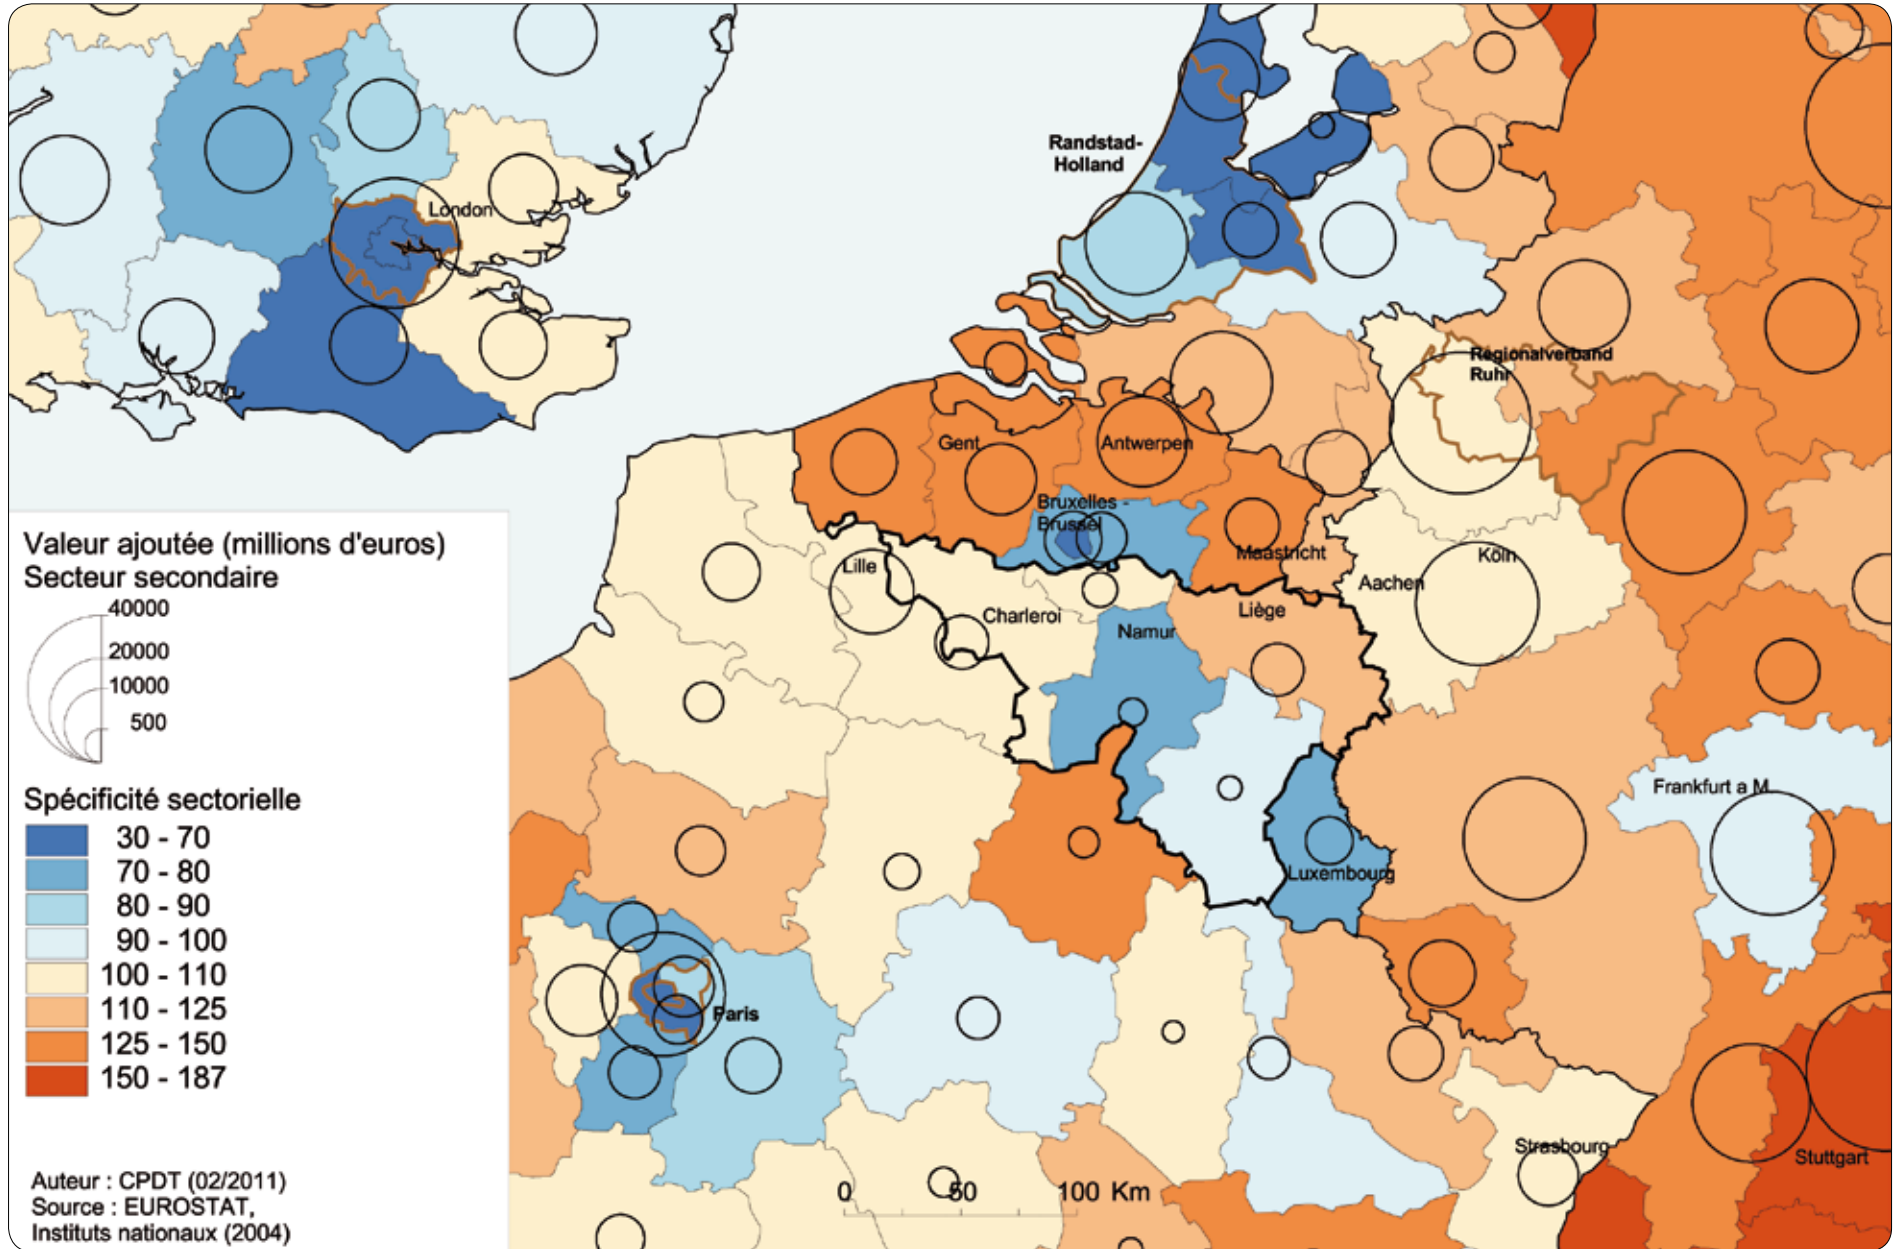 Randstad-
Holland
London
Regionalverband
Ruhr
Gent
Antwerpen
Bruxelles -
Brussel
Maastricht
Köln
Lille
Aachen
Charleroi
Liège
Namur
Frankfurt a M.
Luxembourg
Paris
Strasbourg
Stuttgart
Valeur ajoutée (millions d'euros)
Secteur secondaire
40000
20000
10000
500
Spécificité sectorielle
30 - 70
70 - 80
80 - 90
90 - 100
100 - 110
110 - 125
125 - 150
150 - 187
Auteur : CPDT (02/2011)
Source : EUROSTAT,
Instituts nationaux (2004)
0 50 100 Km